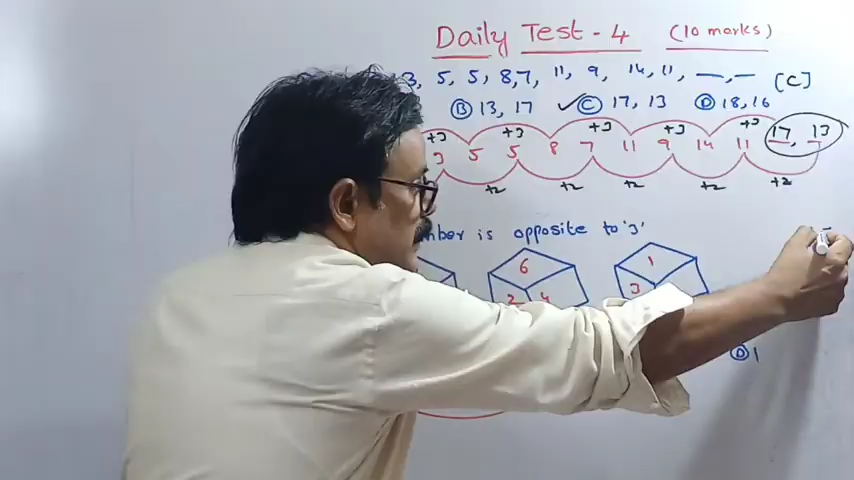 Daily Test - 4 (10 marks)
3, 5, 5, 8, 7, 11, 9, 14, 11, —, — [C]
B 13, 17 ✓C 17, 13 D 18, 16
+3 +3 +3 +3 +3
3 5 5 8 7 11 9 14 11 17, 13
+2 +2 +2 +2 +2
is opposite to '3'
6 1
2 4 3
D 1